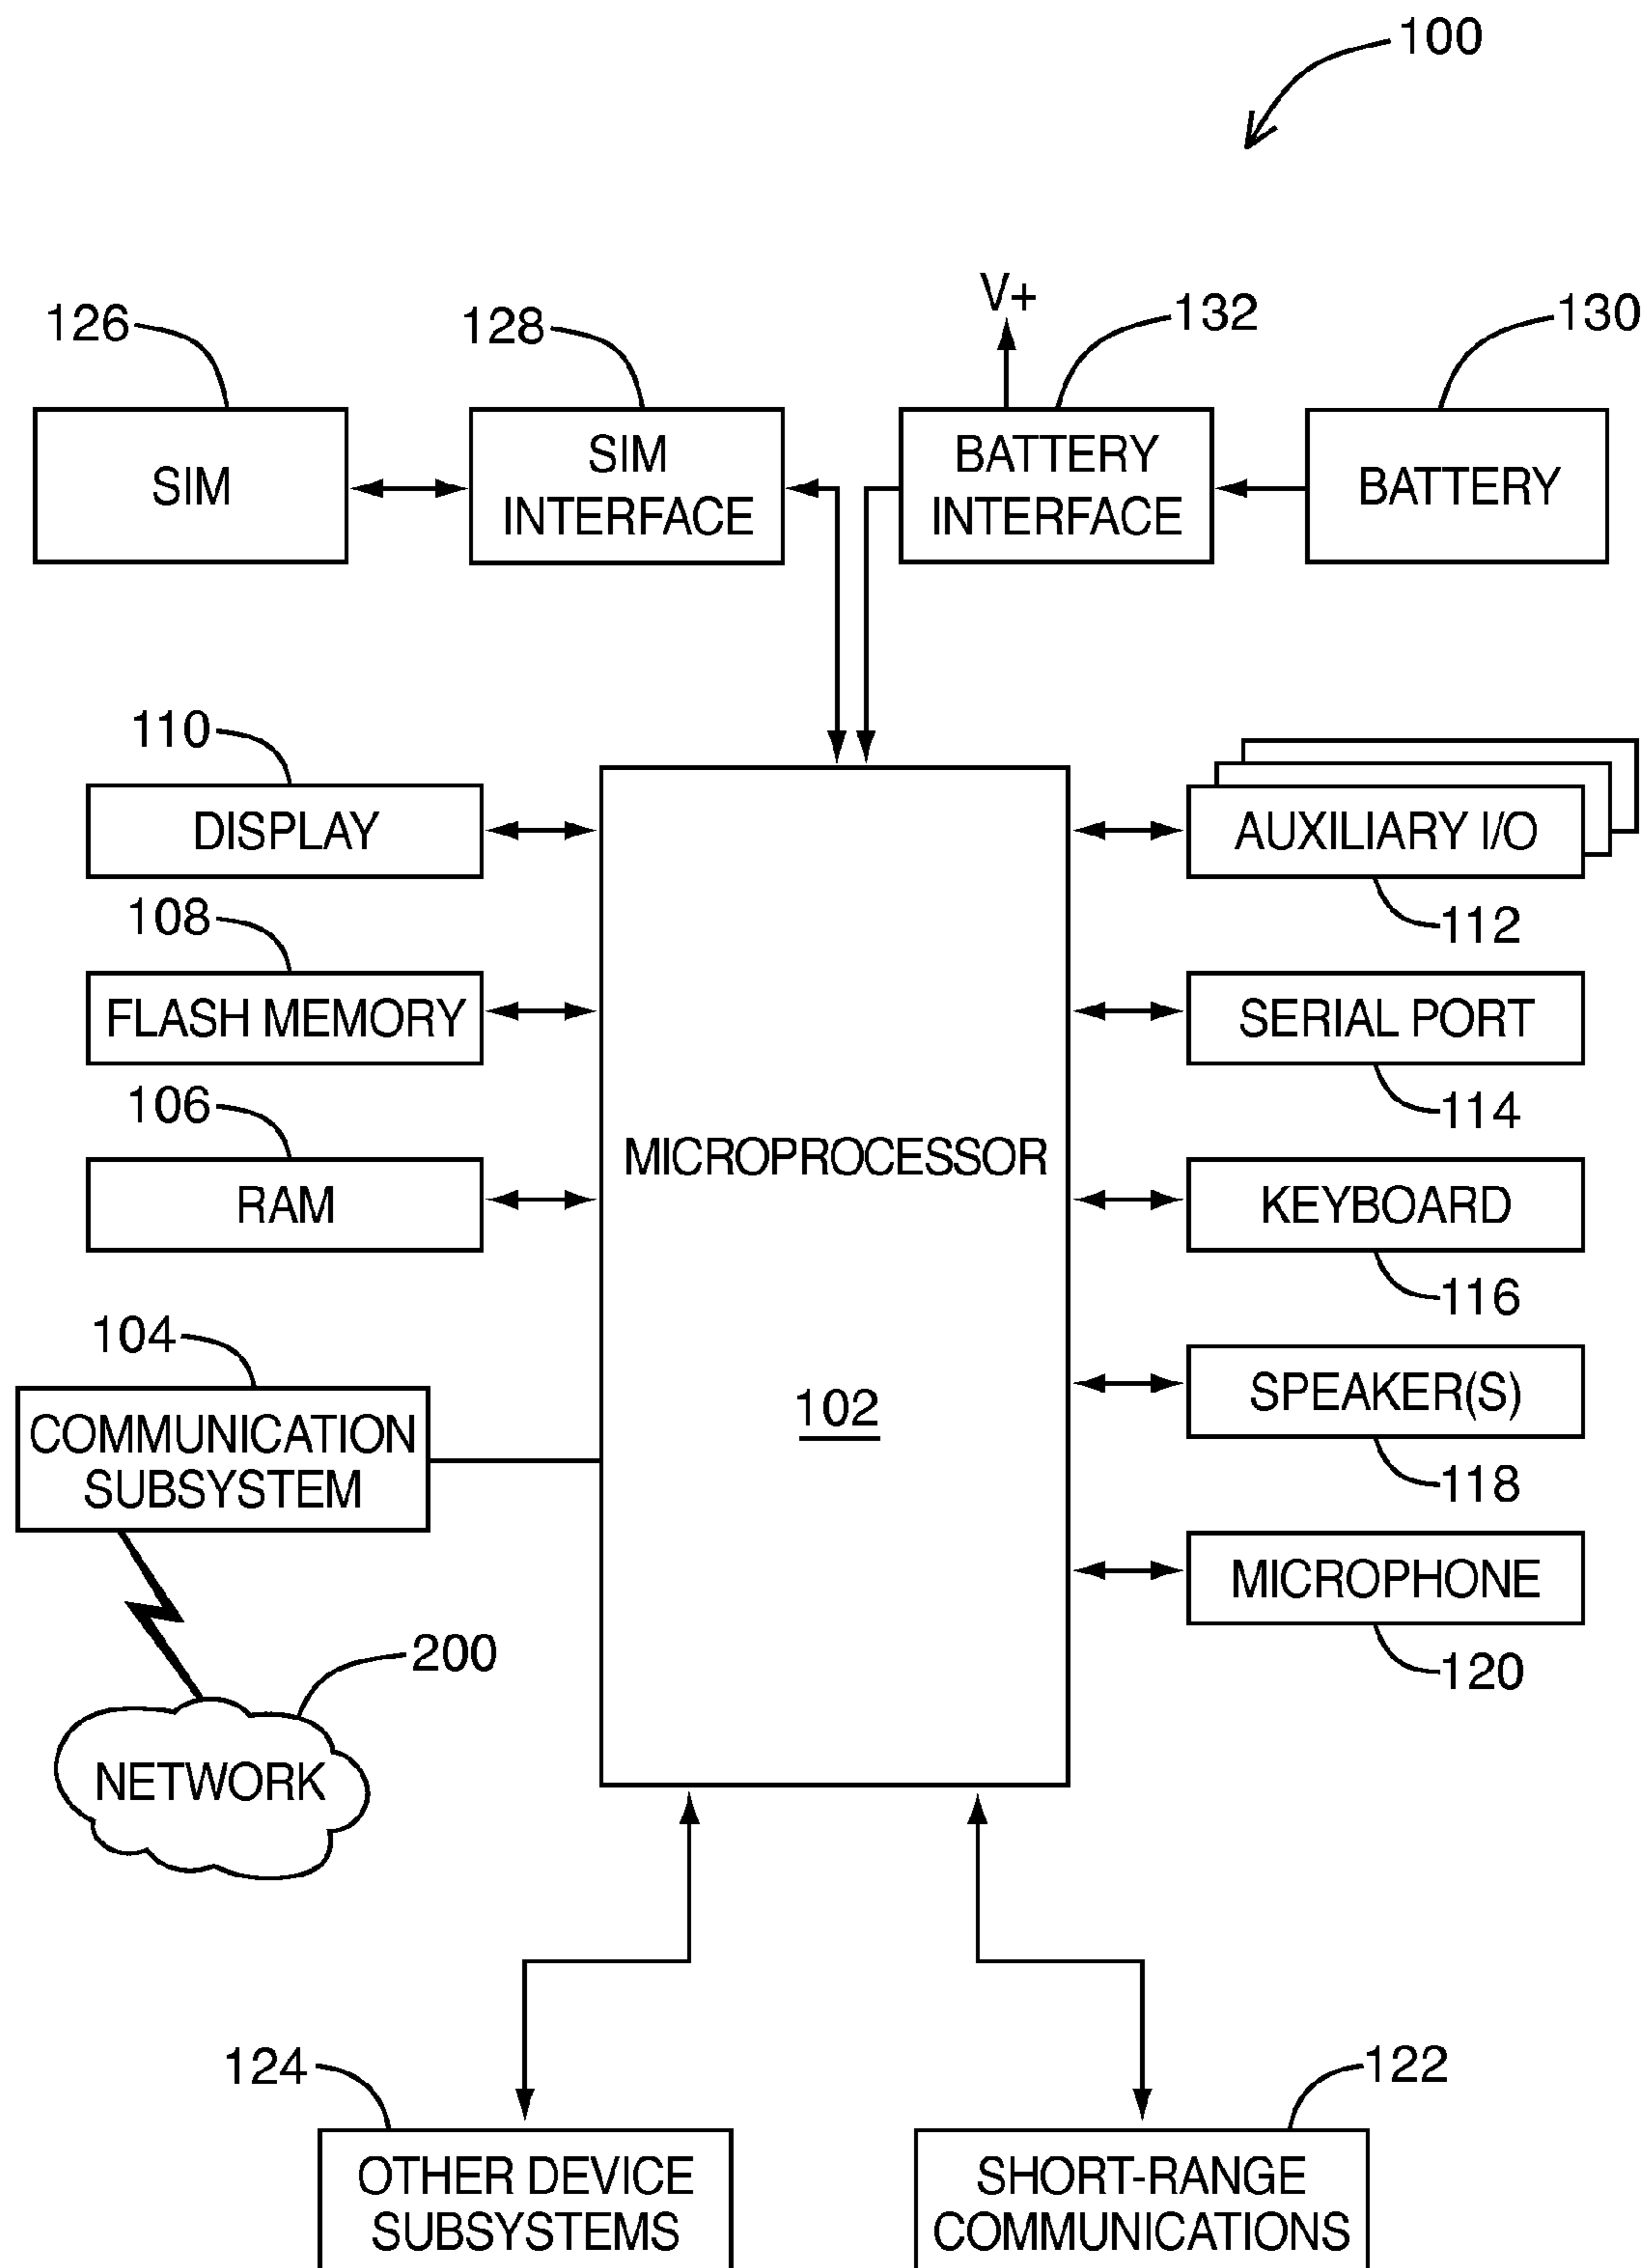 100
V+
126
128
132
130
SIM
SIM
INTERFACE
BATTERY
INTERFACE
BATTERY
110
DISPLAY
AUXILIARY I/O
112
108
FLASH MEMORY
SERIAL PORT
114
106
RAM
MICROPROCESSOR
102
KEYBOARD
116
104
COMMUNICATION
SUBSYSTEM
SPEAKER(S)
118
MICROPHONE
120
200
NETWORK
124
122
OTHER DEVICE
SUBSYSTEMS
SHORT-RANGE
COMMUNICATIONS